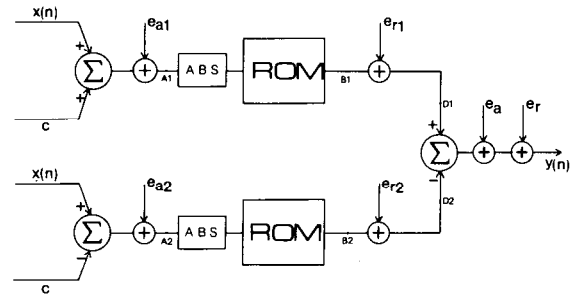 x(n)
e_a1
e_r1
+
Σ
+
A1
ABS
ROM
B1
+
D1
+
c
+
e_a
e_r
Σ
+
+
y(n)
−
x(n)
e_a2
e_r2
D2
+
Σ
+
A2
ABS
ROM
B2
+
−
c